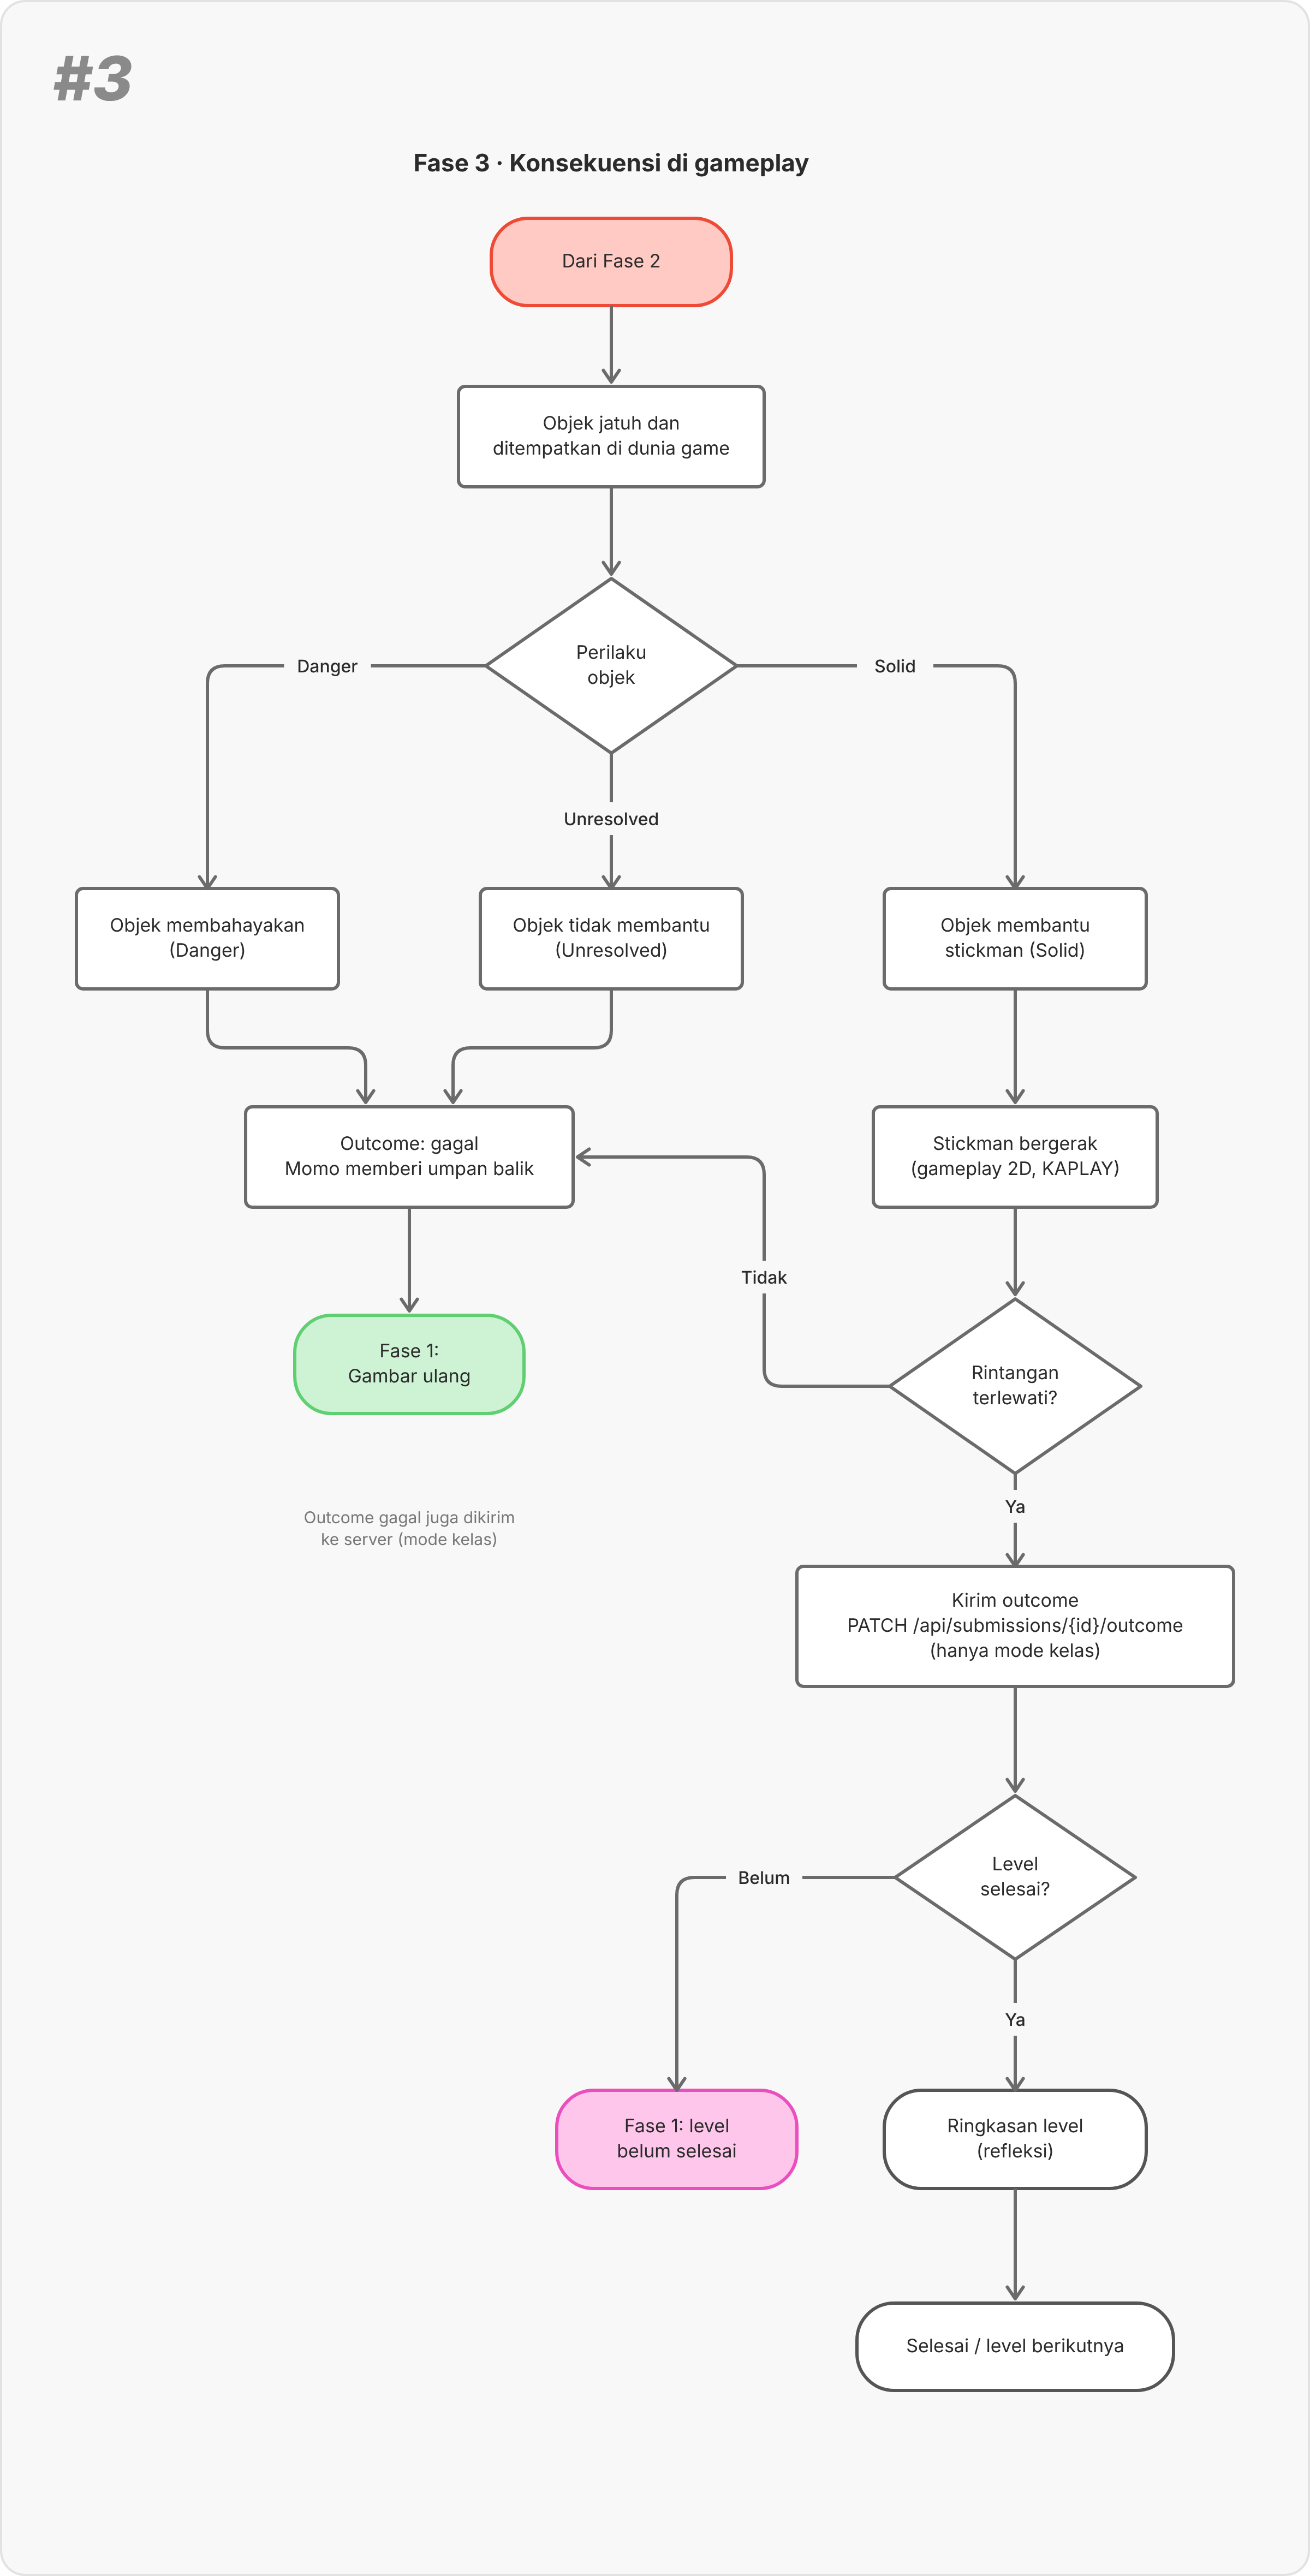 #3
Fase 3 · Konsekuensi di gameplay
Dari Fase 2
Objek jatuh dan
ditempatkan di dunia game
Perilaku
objek
Danger
Solid
Unresolved
Objek membahayakan
(Danger)
Objek tidak membantu
(Unresolved)
Objek membantu
stickman (Solid)
Outcome: gagal
Momo memberi umpan balik
Stickman bergerak
(gameplay 2D, KAPLAY)
Tidak
Fase 1:
Gambar ulang
Rintangan
terlewati?
Outcome gagal juga dikirim
ke server (mode kelas)
Ya
Kirim outcome
PATCH /api/submissions/{id}/outcome
(hanya mode kelas)
Level
selesai?
Belum
Ya
Fase 1: level
belum selesai
Ringkasan level
(refleksi)
Selesai / level berikutnya